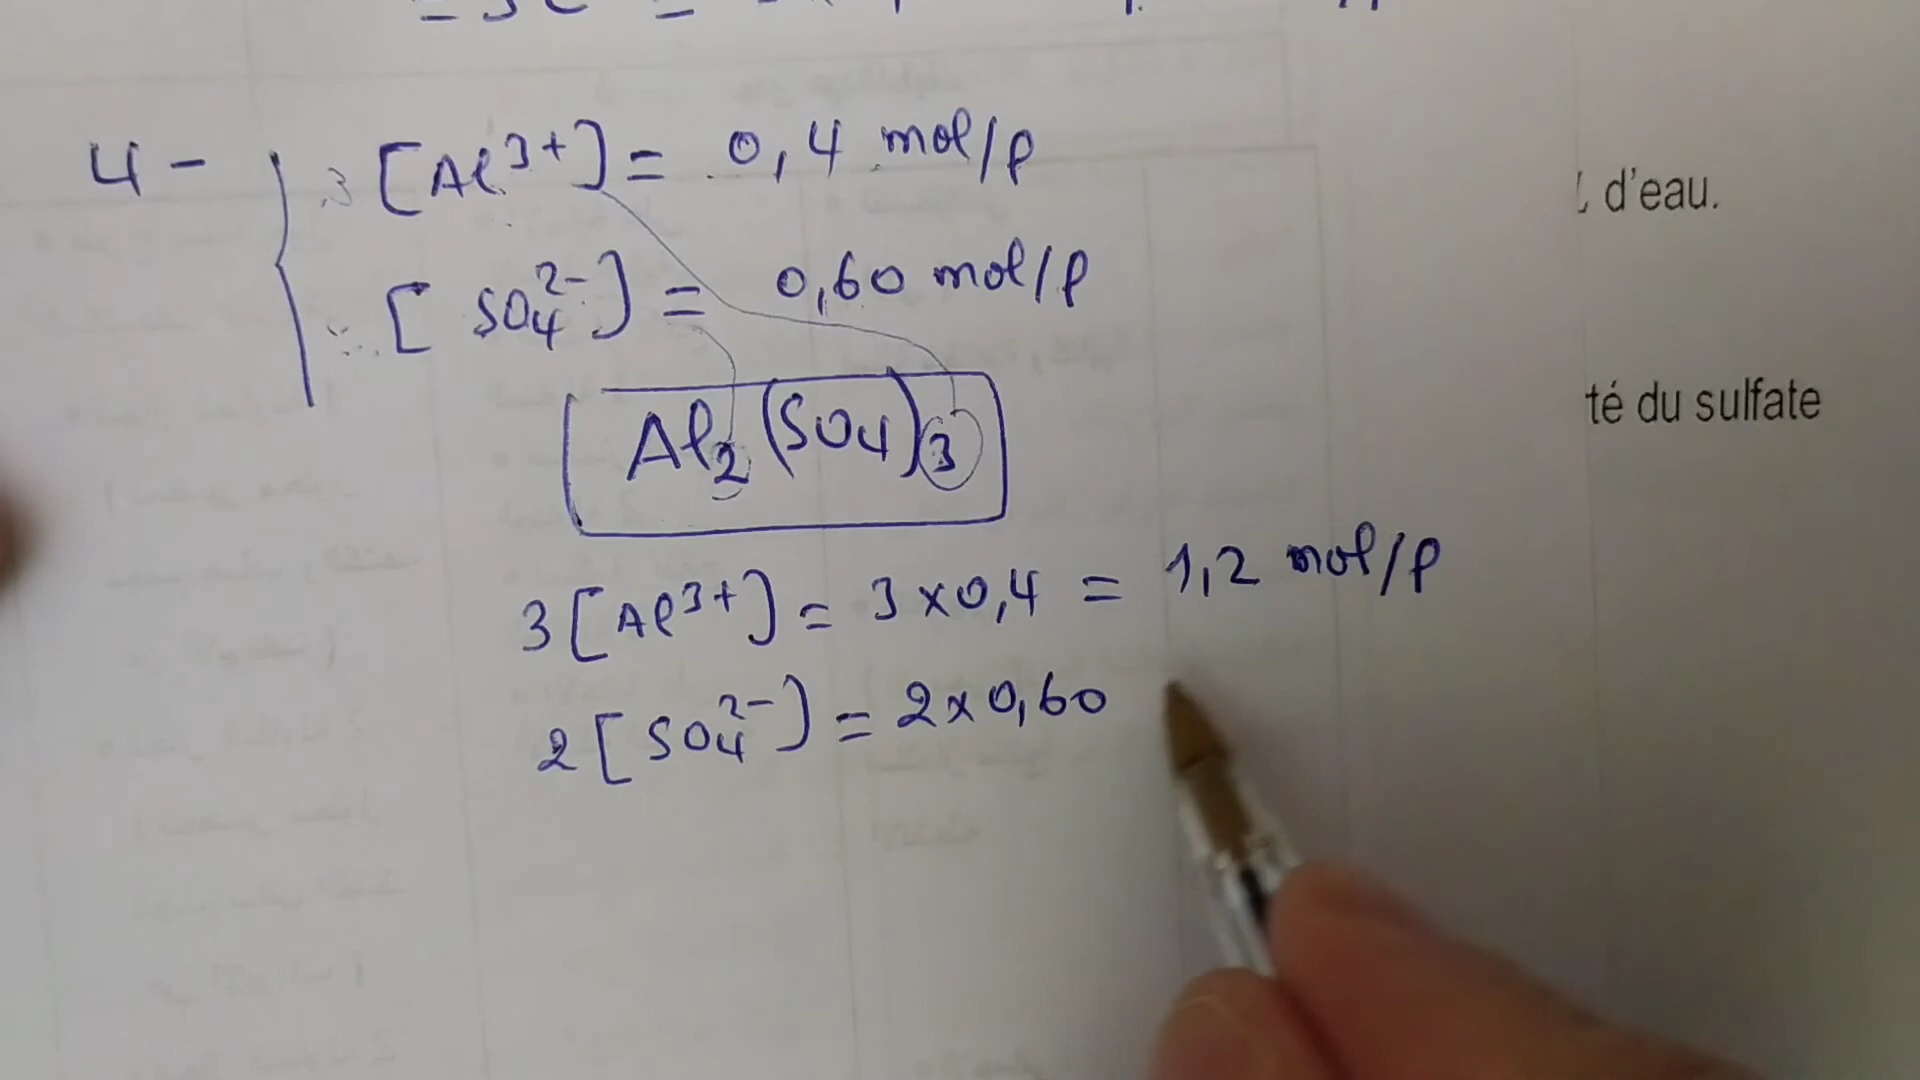 4 - [Al³⁺] = 0,4 mol/l
d'eau.
[SO₄²⁻] = 0,60 mol/l
té du sulfate
Al₂(SO₄)₃
3[Al³⁺] = 3 × 0,4 = 1,2 mol/l
2[SO₄²⁻] = 2 × 0,60